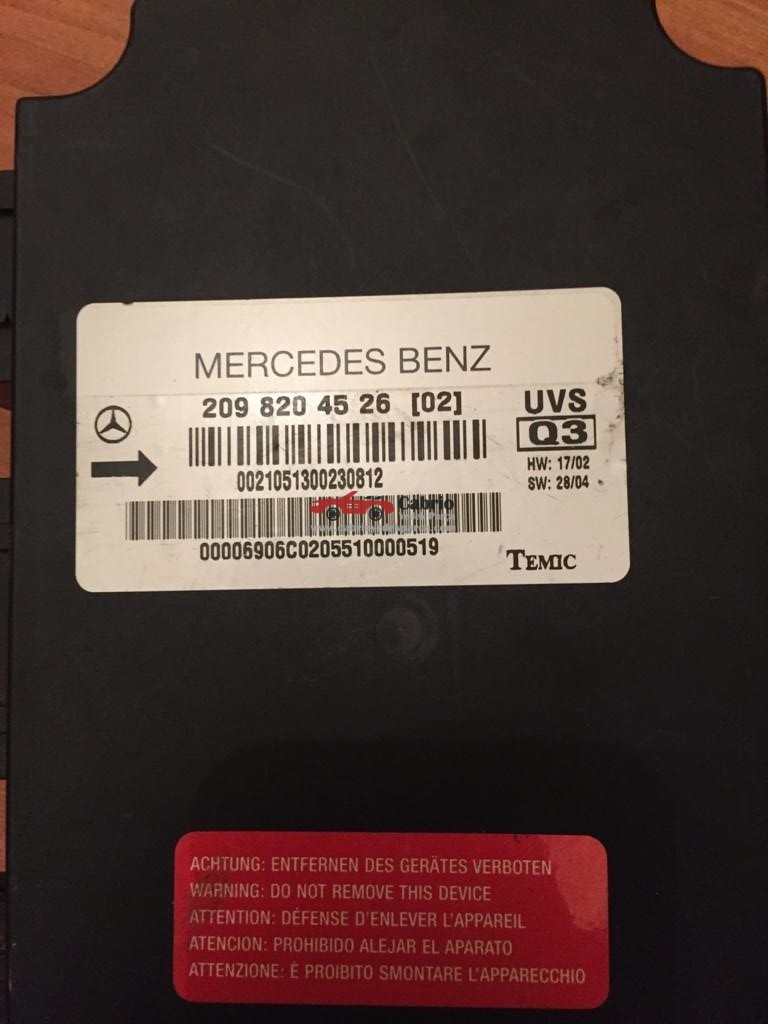 MERCEDES BENZ
209 820 45 26 [02]
UVS
Q3
0021051300230812
HW: 17/02
SW: 28/04
Cabrio
00006906C0205510000519
TEMIC
ACHTUNG: ENTFERNEN DES GERÄTES VERBOTEN
WARNING: DO NOT REMOVE THIS DEVICE
ATTENTION: DÉFENSE D'ENLEVER L'APPAREIL
ATENCION: PROHIBIDO ALEJAR EL APARATO
ATTENZIONE: É PROIBITO SMONTARE L'APPARECCHIO